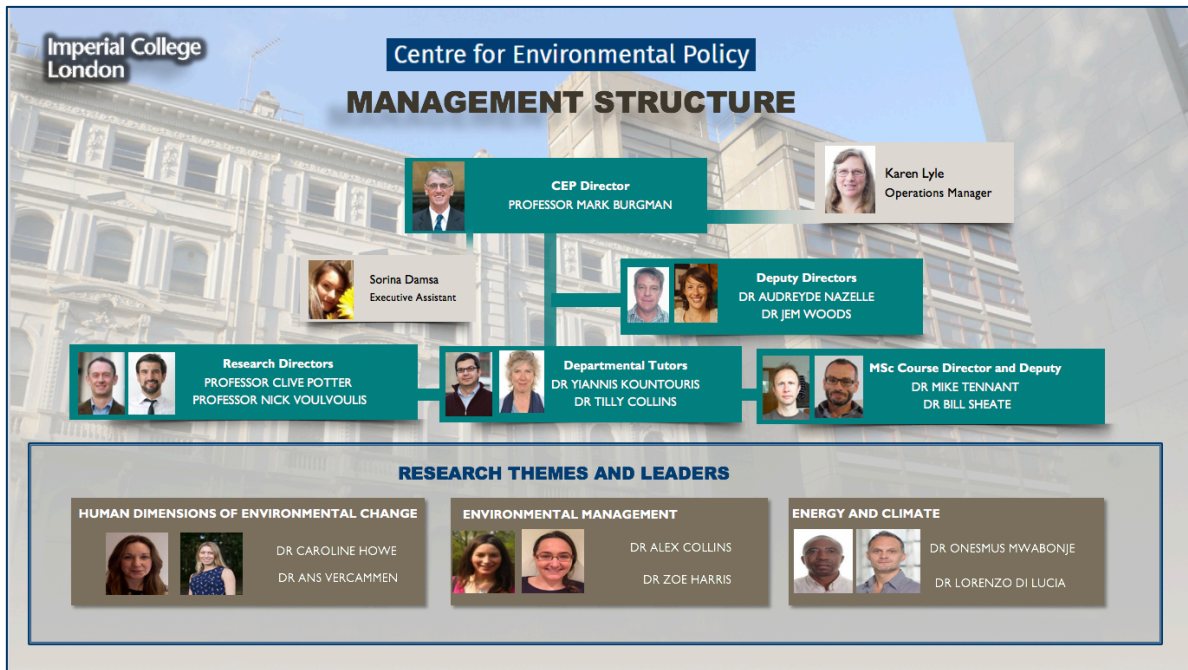 Imperial College
London
Centre for Environmental Policy
MANAGEMENT STRUCTURE
CEP Director
PROFESSOR MARK BURGMAN
Karen Lyle
Operations Manager
Sorina Damsa
Executive Assistant
Deputy Directors
DR AUDREYDE NAZELLE
DR JEM WOODS
Research Directors
PROFESSOR CLIVE POTTER
PROFESSOR NICK VOULVOULIS
Departmental Tutors
DR YIANNIS KOUNTOURIS
DR TILLY COLLINS
MSc Course Director and Deputy
DR MIKE TENNANT
DR BILL SHEATE
RESEARCH THEMES AND LEADERS
HUMAN DIMENSIONS OF ENVIRONMENTAL CHANGE
DR CAROLINE HOWE
DR ANS VERCAMMEN
ENVIRONMENTAL MANAGEMENT
DR ALEX COLLINS
DR ZOE HARRIS
ENERGY AND CLIMATE
DR ONESMUS MWABONJE
DR LORENZO DI LUCIA